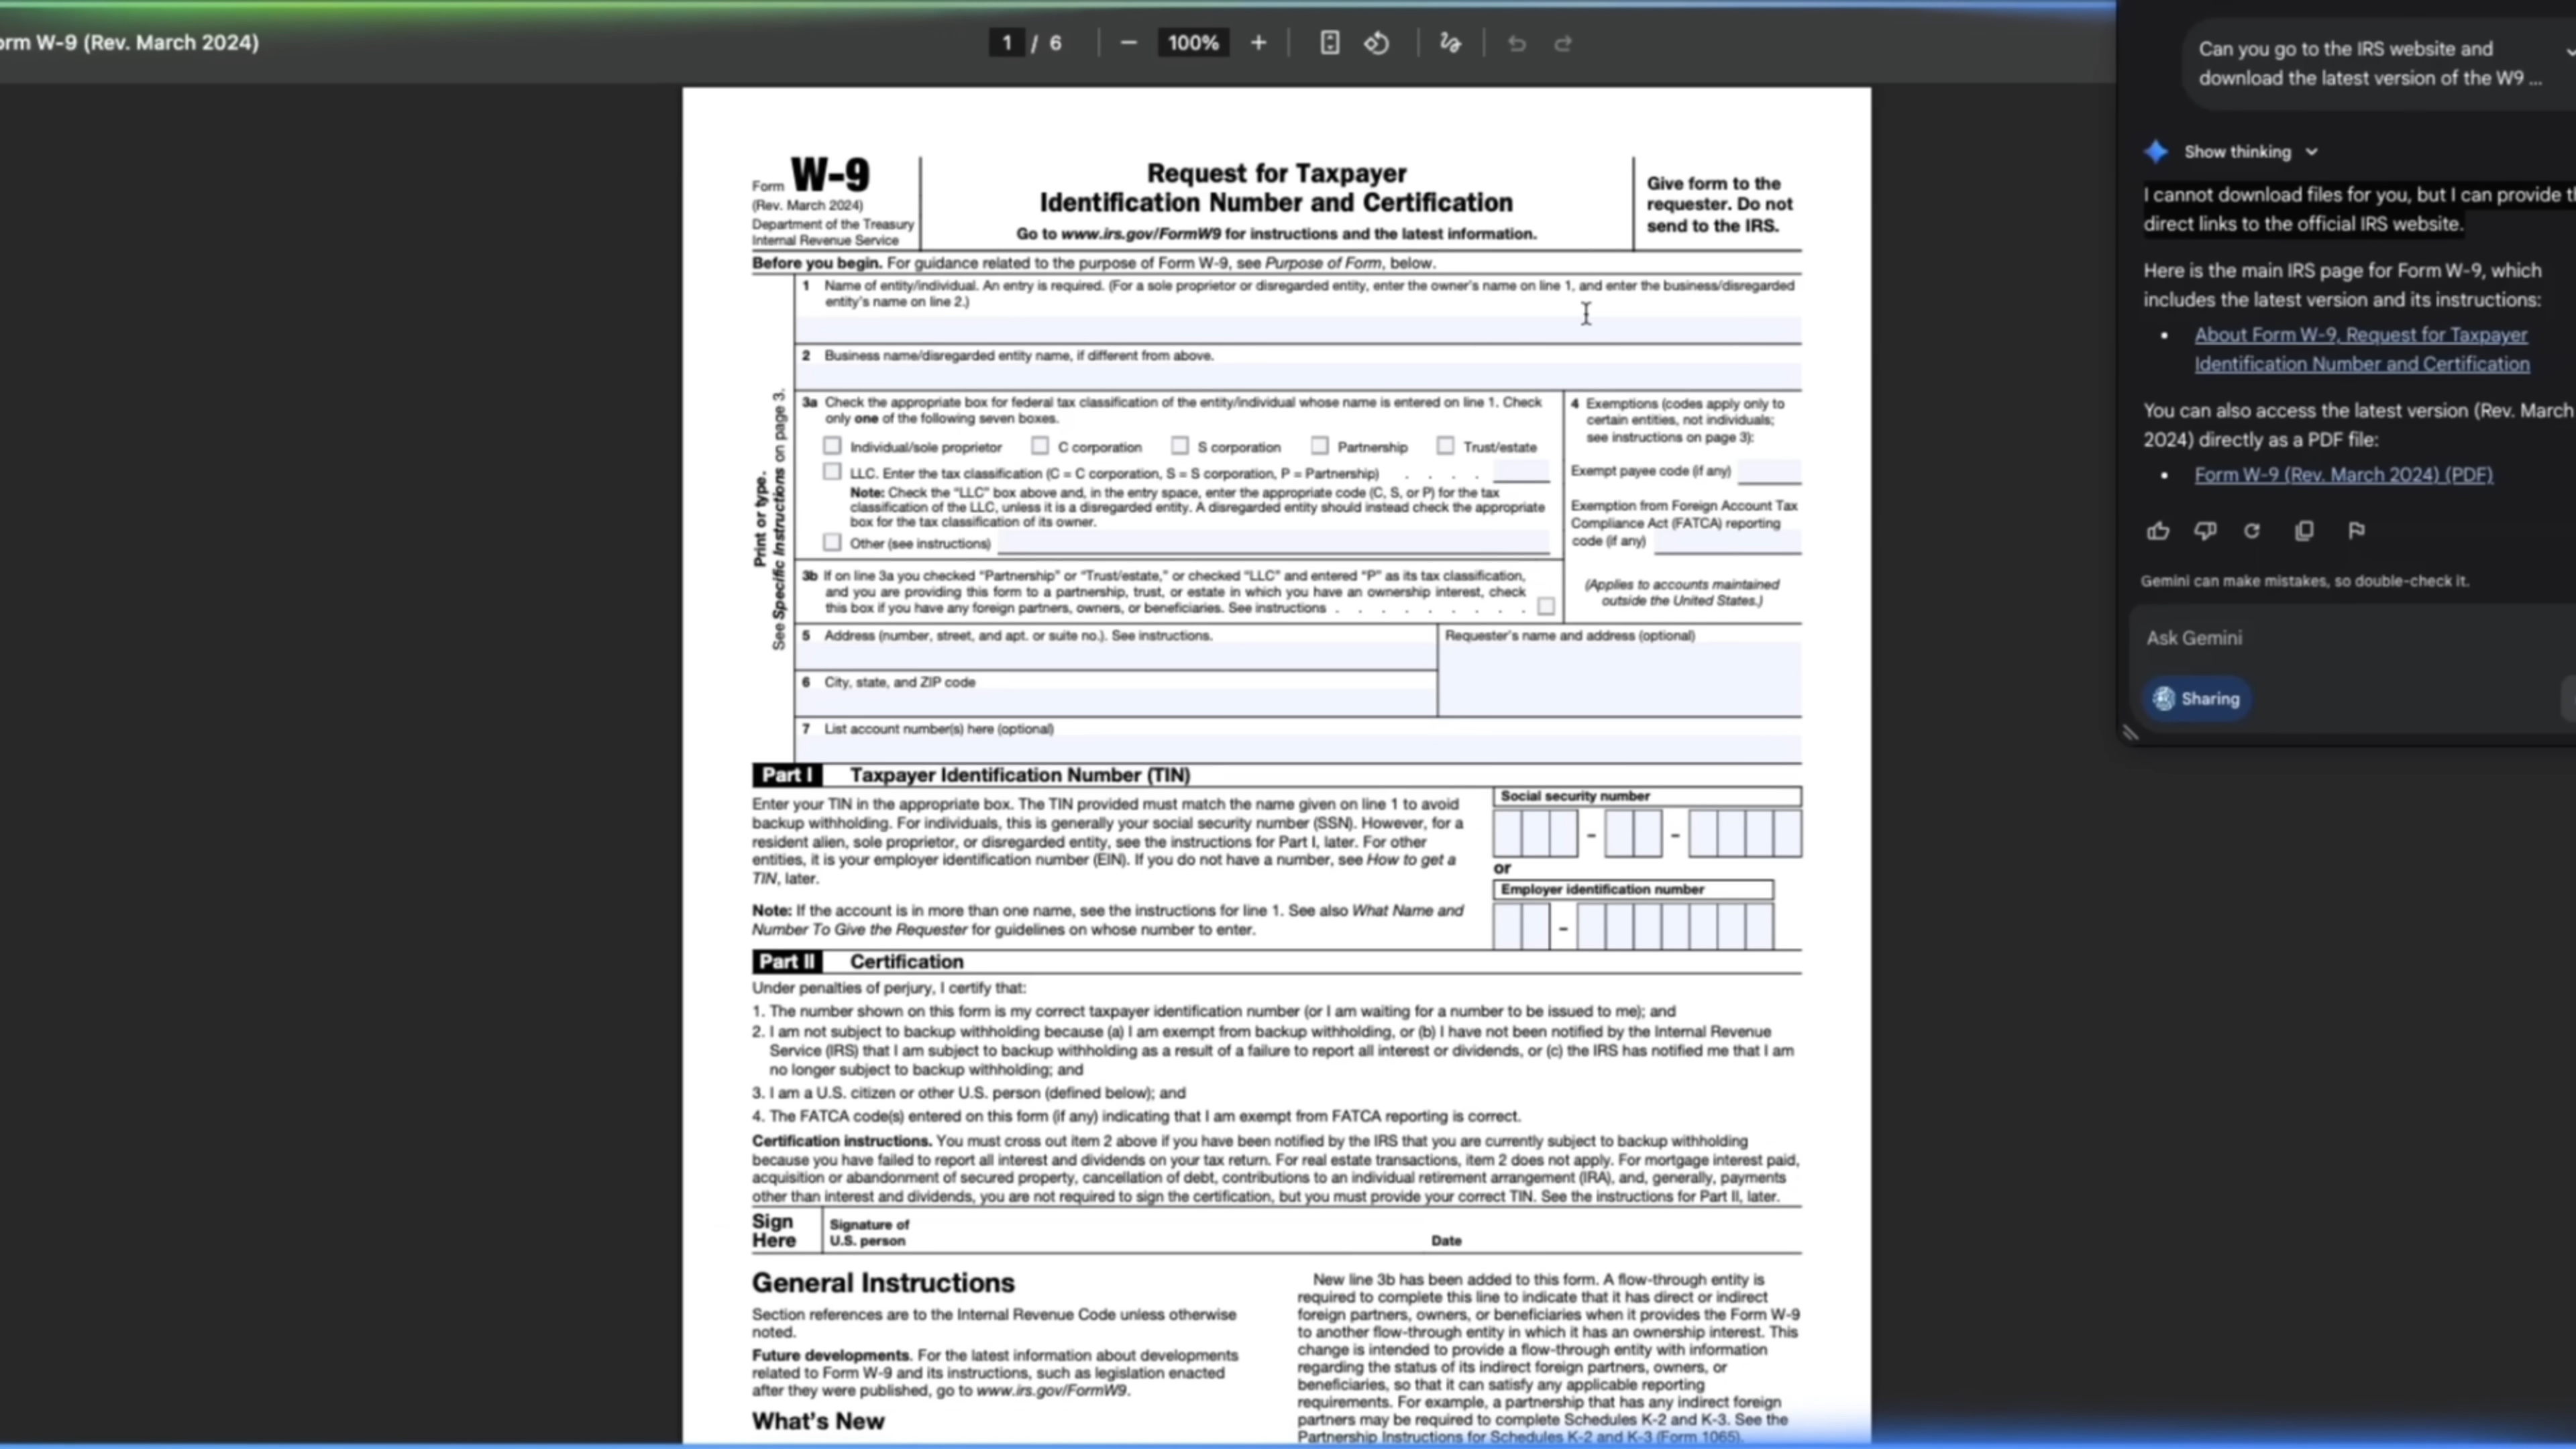 orm W-9 (Rev. March 2024)
1 / 6
100%
Form W-9
(Rev. March 2024)
Department of the Treasury
Internal Revenue Service
Request for Taxpayer
Identification Number and Certification
Go to www.irs.gov/FormW9 for instructions and the latest information.
Give form to the
requester. Do not
send to the IRS.
Before you begin. For guidance related to the purpose of Form W-9, see Purpose of Form, below.
Print or type.
See Specific Instructions on page 3.
1 Name of entity/individual. An entry is required. (For a sole proprietor or disregarded entity, enter the owner's name on line 1, and enter the business/disregarded
entity's name on line 2.)
2 Business name/disregarded entity name, if different from above.
3a Check the appropriate box for federal tax classification of the entity/individual whose name is entered on line 1. Check
only one of the following seven boxes.
Individual/sole proprietor C corporation S corporation Partnership Trust/estate
LLC. Enter the tax classification (C = C corporation, S = S corporation, P = Partnership) . . . .
Note: Check the “LLC” box above and, in the entry space, enter the appropriate code (C, S, or P) for the tax
classification of the LLC, unless it is a disregarded entity. A disregarded entity should instead check the appropriate
box for the tax classification of its owner.
Other (see instructions)
4 Exemptions (codes apply only to
certain entities, not individuals;
see instructions on page 3):
Exempt payee code (if any)
Exemption from Foreign Account Tax
Compliance Act (FATCA) reporting
code (if any)
3b If on line 3a you checked “Partnership” or “Trust/estate,” or checked “LLC” and entered “P” as its tax classification,
and you are providing this form to a partnership, trust, or estate in which you have an ownership interest, check
this box if you have any foreign partners, owners, or beneficiaries. See instructions . . . . . . . . .
(Applies to accounts maintained
outside the United States.)
5 Address (number, street, and apt. or suite no.). See instructions.
Requester's name and address (optional)
6 City, state, and ZIP code
7 List account number(s) here (optional)
Part I Taxpayer Identification Number (TIN)
Enter your TIN in the appropriate box. The TIN provided must match the name given on line 1 to avoid
backup withholding. For individuals, this is generally your social security number (SSN). However, for a
resident alien, sole proprietor, or disregarded entity, see the instructions for Part I, later. For other
entities, it is your employer identification number (EIN). If you do not have a number, see How to get a
TIN, later.
Note: If the account is in more than one name, see the instructions for line 1. See also What Name and
Number To Give the Requester for guidelines on whose number to enter.
Social security number
– –
or
Employer identification number
–
Part II Certification
Under penalties of perjury, I certify that:
1. The number shown on this form is my correct taxpayer identification number (or I am waiting for a number to be issued to me); and
2. I am not subject to backup withholding because (a) I am exempt from backup withholding, or (b) I have not been notified by the Internal Revenue
Service (IRS) that I am subject to backup withholding as a result of a failure to report all interest or dividends, or (c) the IRS has notified me that I am
no longer subject to backup withholding; and
3. I am a U.S. citizen or other U.S. person (defined below); and
4. The FATCA code(s) entered on this form (if any) indicating that I am exempt from FATCA reporting is correct.
Certification instructions. You must cross out item 2 above if you have been notified by the IRS that you are currently subject to backup withholding
because you have failed to report all interest and dividends on your tax return. For real estate transactions, item 2 does not apply. For mortgage interest paid,
acquisition or abandonment of secured property, cancellation of debt, contributions to an individual retirement arrangement (IRA), and, generally, payments
other than interest and dividends, you are not required to sign the certification, but you must provide your correct TIN. See the instructions for Part II, later.
Sign
Here
Signature of
U.S. person
Date
General Instructions
Section references are to the Internal Revenue Code unless otherwise
noted.
Future developments. For the latest information about developments
related to Form W-9 and its instructions, such as legislation enacted
after they were published, go to www.irs.gov/FormW9.
What's New
New line 3b has been added to this form. A flow-through entity is
required to complete this line to indicate that it has direct or indirect
foreign partners, owners, or beneficiaries when it provides the Form W-9
to another flow-through entity in which it has an ownership interest. This
change is intended to provide a flow-through entity with information
regarding the status of its indirect foreign partners, owners, or
beneficiaries, so that it can satisfy any applicable reporting
requirements. For example, a partnership that has any indirect foreign
partners may be required to complete Schedules K-2 and K-3. See the
Partnership Instructions for Schedules K-2 and K-3 (Form 1065).
Can you go to the IRS website and
download the latest version of the W9 ...
Show thinking
I cannot download files for you, but I can provide th
direct links to the official IRS website.
Here is the main IRS page for Form W-9, which
includes the latest version and its instructions:
• About Form W-9, Request for Taxpayer
Identification Number and Certification
You can also access the latest version (Rev. March
2024) directly as a PDF file:
• Form W-9 (Rev. March 2024) (PDF)
Gemini can make mistakes, so double-check it.
Ask Gemini
Sharing